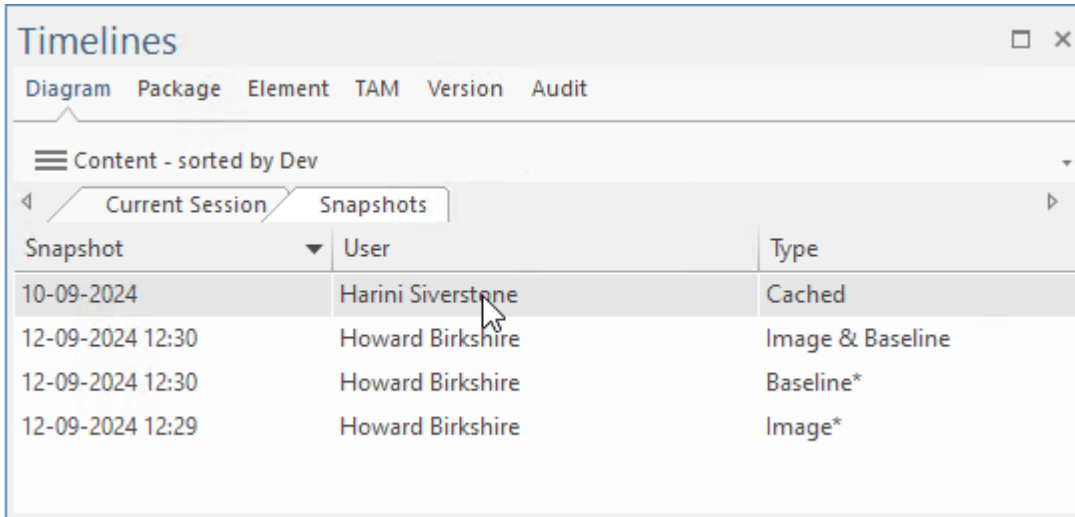 Timelines
Diagram Package Element TAM Version Audit
Content - sorted by Dev
Current Session Snapshots
Snapshot User Type
10-09-2024 Harini Siverstone Cached
12-09-2024 12:30 Howard Birkshire Image & Baseline
12-09-2024 12:30 Howard Birkshire Baseline*
12-09-2024 12:29 Howard Birkshire Image*